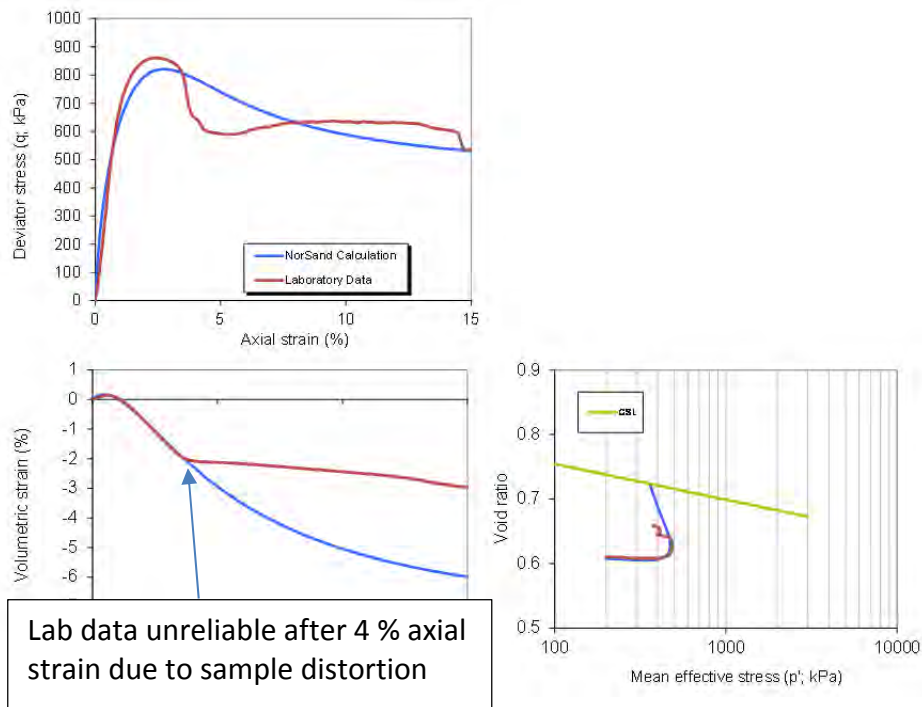 1000
900
800
700
600
500
400
300
200
100
0
Deviator stress (q; kPa)
NorSand Calculation
Laboratory Data
0 5 10 15
Axial strain (%)
1
0
-1
-2
-3
-4
-5
-6
Volumetric strain (%)
0.9
0.8
0.7
0.6
0.5
Void ratio
CSL
100 1000 10000
Mean effective stress (p'; kPa)
Lab data unreliable after 4 % axial
strain due to sample distortion